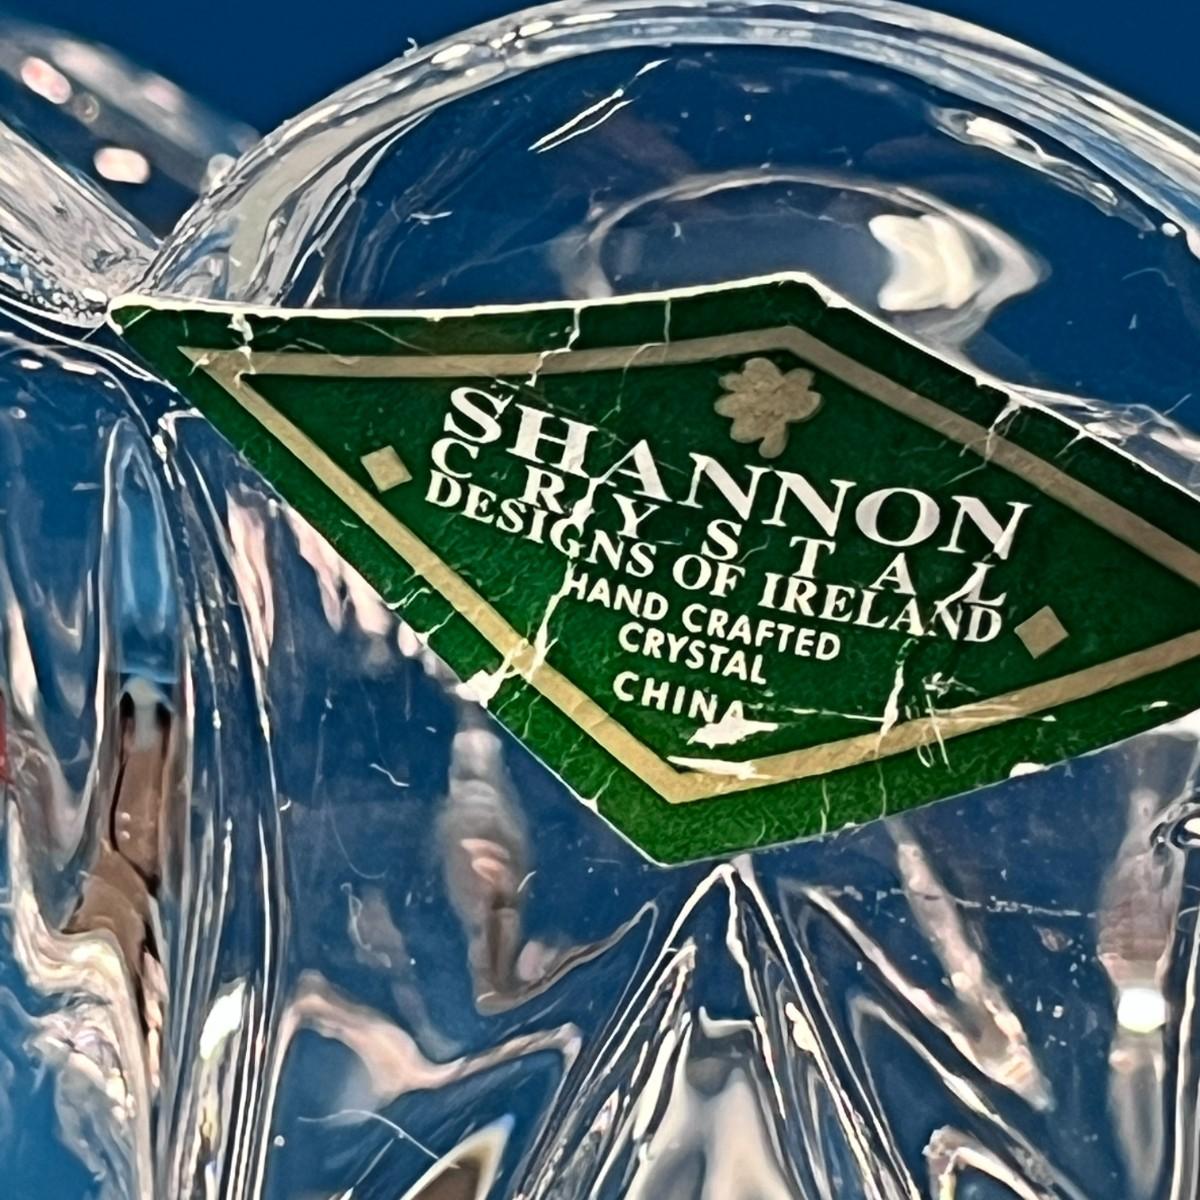 SHANNON
CRYSTAL
DESIGNS OF IRELAND
HAND CRAFTED
CRYSTAL
CHINA